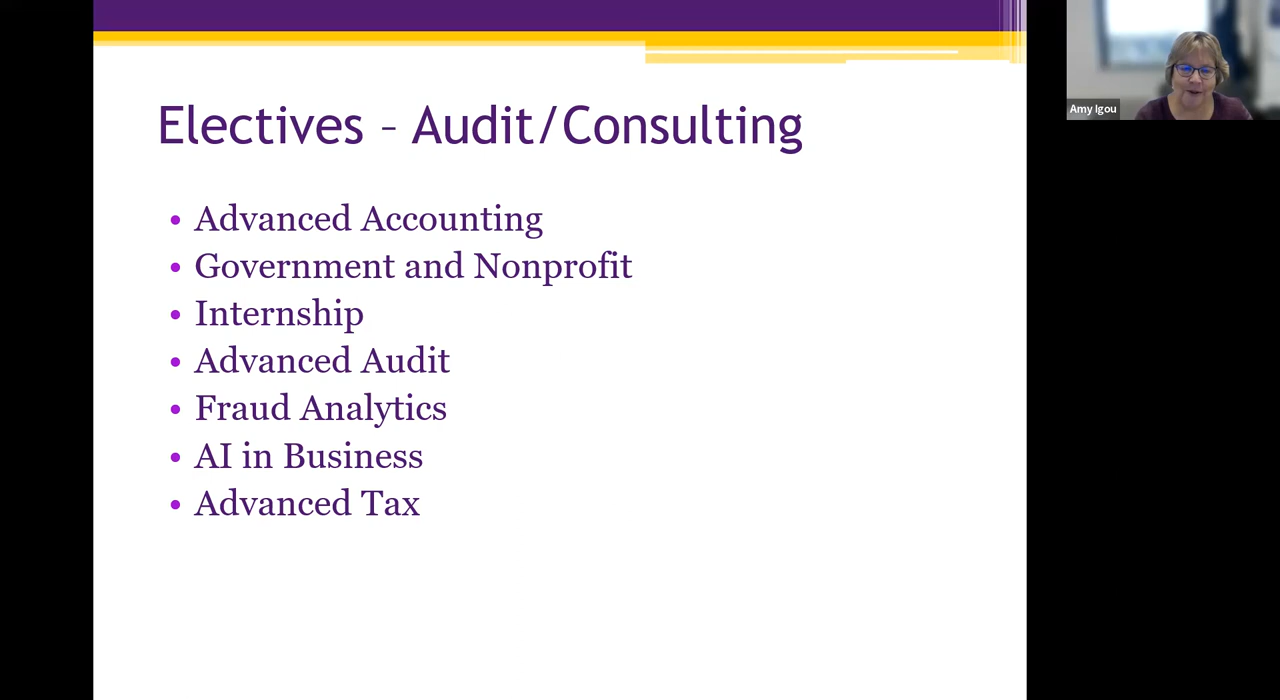 Electives – Audit/Consulting
• Advanced Accounting
• Government and Nonprofit
• Internship
• Advanced Audit
• Fraud Analytics
• AI in Business
• Advanced Tax
Amy Igou